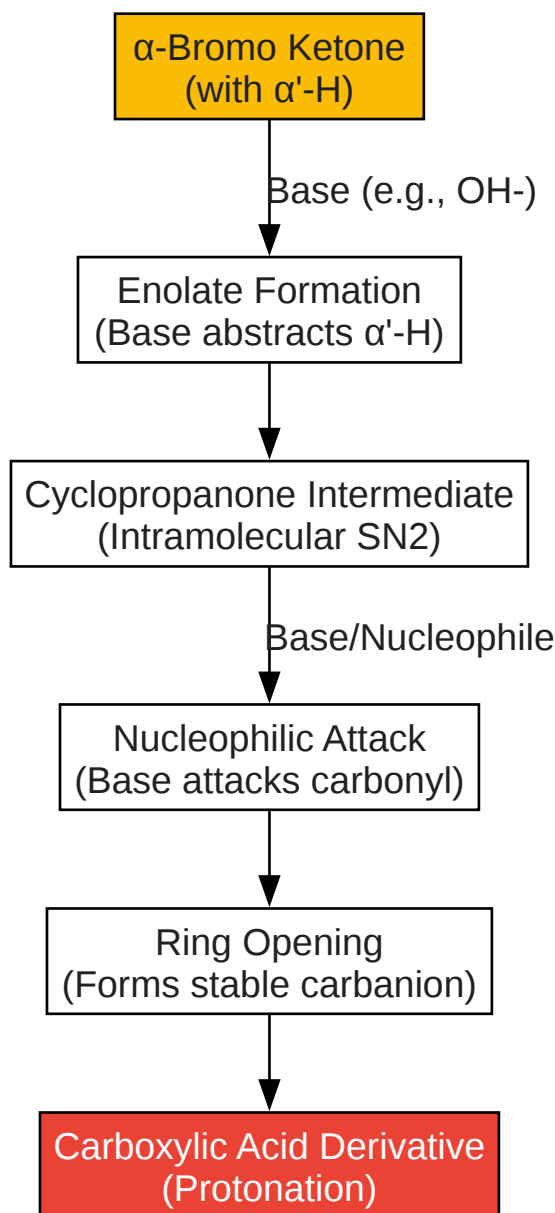 α-Bromo Ketone
(with α'-H)
Base (e.g., OH-)
Enolate Formation
(Base abstracts α'-H)
Cyclopropanone Intermediate
(Intramolecular SN2)
Base/Nucleophile
Nucleophilic Attack
(Base attacks carbonyl)
Ring Opening
(Forms stable carbanion)
Carboxylic Acid Derivative
(Protonation)